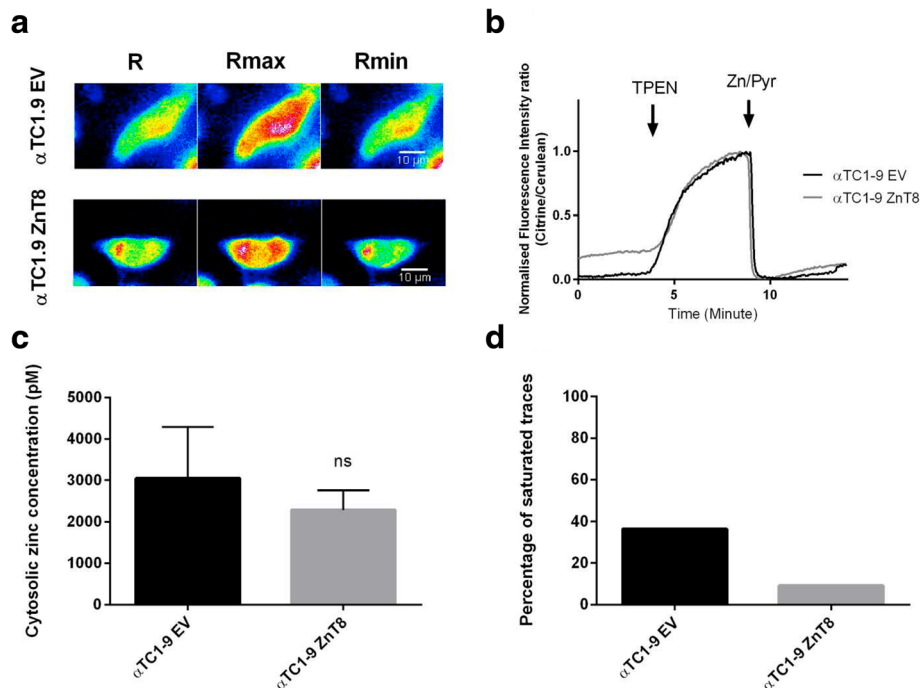 a
R Rmax Rmin
αTC1.9 EV
10 µm
αTC1.9 ZnT8
10 µm
b
TPEN
Zn/Pyr
Normalised Fluorescence Intensity ratio
(Citrine/Cerulean)
1.0
0.5
0.0
0 5 10
Time (Minute)
αTC1-9 EV
αTC1-9 ZnT8
c
Cytosolic zinc concentration (pM)
5000
4000
3000
2000
1000
0
ns
αTC1-9 EV
αTC1-9 ZnT8
d
Percentage of saturated traces
100
80
60
40
20
0
αTC1-9 EV
αTC1-9 ZnT8